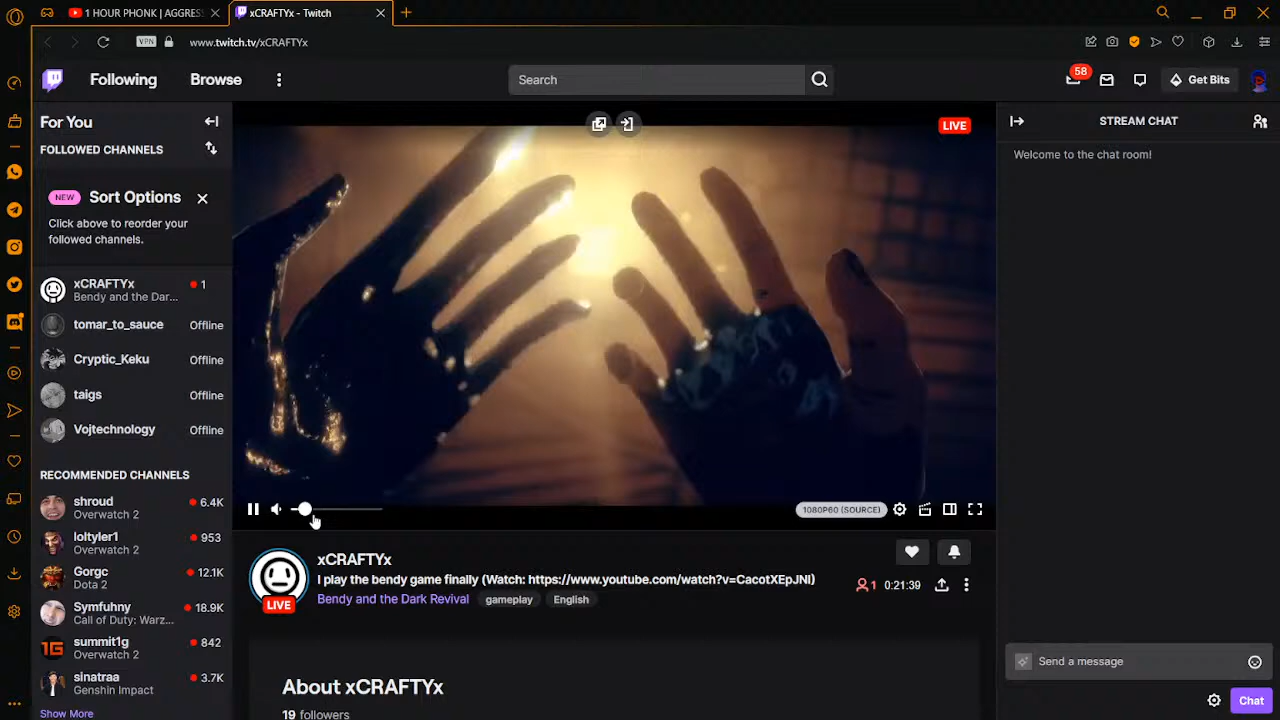 1 HOUR PHONK | AGGRES
xCRAFTYx - Twitch
VPN
www.twitch.tv/xCRAFTYx
Following
Browse
Search
58
Get Bits
For You
FOLLOWED CHANNELS
NEW
Sort Options
Click above to reorder your
followed channels.
xCRAFTYx
1
Bendy and the Dar...
tomar_to_sauce
Offline
Cryptic_Keku
Offline
taigs
Offline
Vojtechnology
Offline
RECOMMENDED CHANNELS
shroud
6.4K
Overwatch 2
loltyler1
953
Overwatch 2
Gorgc
12.1K
Dota 2
Symfuhny
18.9K
Call of Duty: Warz...
summit1g
842
Overwatch 2
sinatraa
3.7K
Genshin Impact
Show More
LIVE
1080P60 (SOURCE)
xCRAFTYx
I play the bendy game finally (Watch: https://www.youtube.com/watch?v=CacotXEpJNI)
LIVE
Bendy and the Dark Revival
gameplay
English
1
0:21:39
About xCRAFTYx
19 followers
STREAM CHAT
Welcome to the chat room!
Send a message
Chat